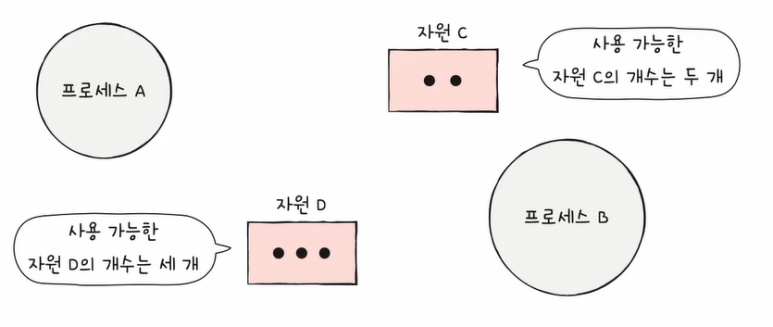 프로세스 A
자원 C
사용 가능한
자원 C의 개수는 두 개
자원 D
사용 가능한
자원 D의 개수는 세 개
프로세스 B